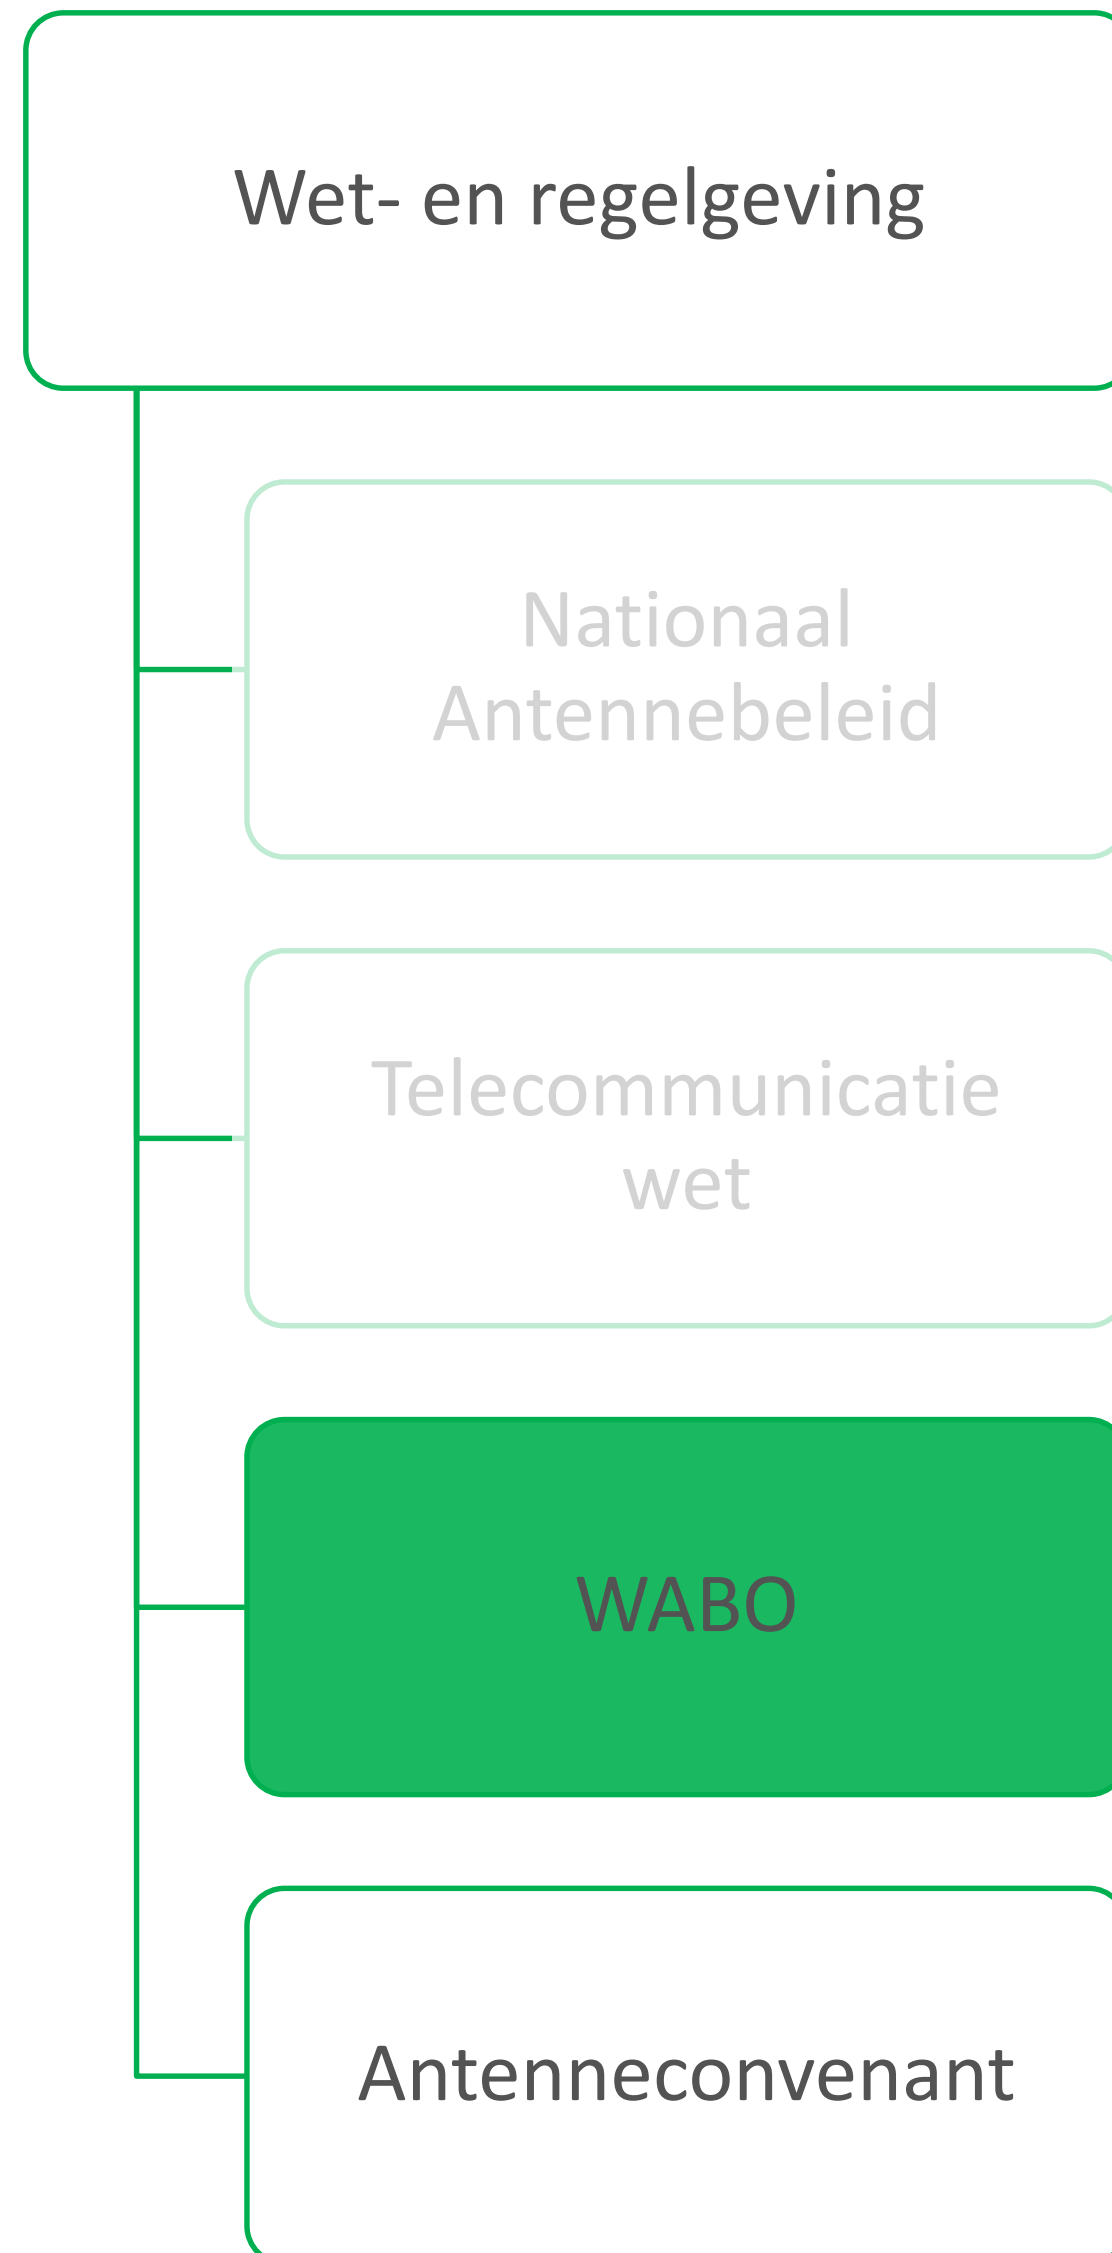 Wet- en regelgeving
Nationaal
Antennebeleid
Telecommunicatie
wet
WABO
Antenneconvenant